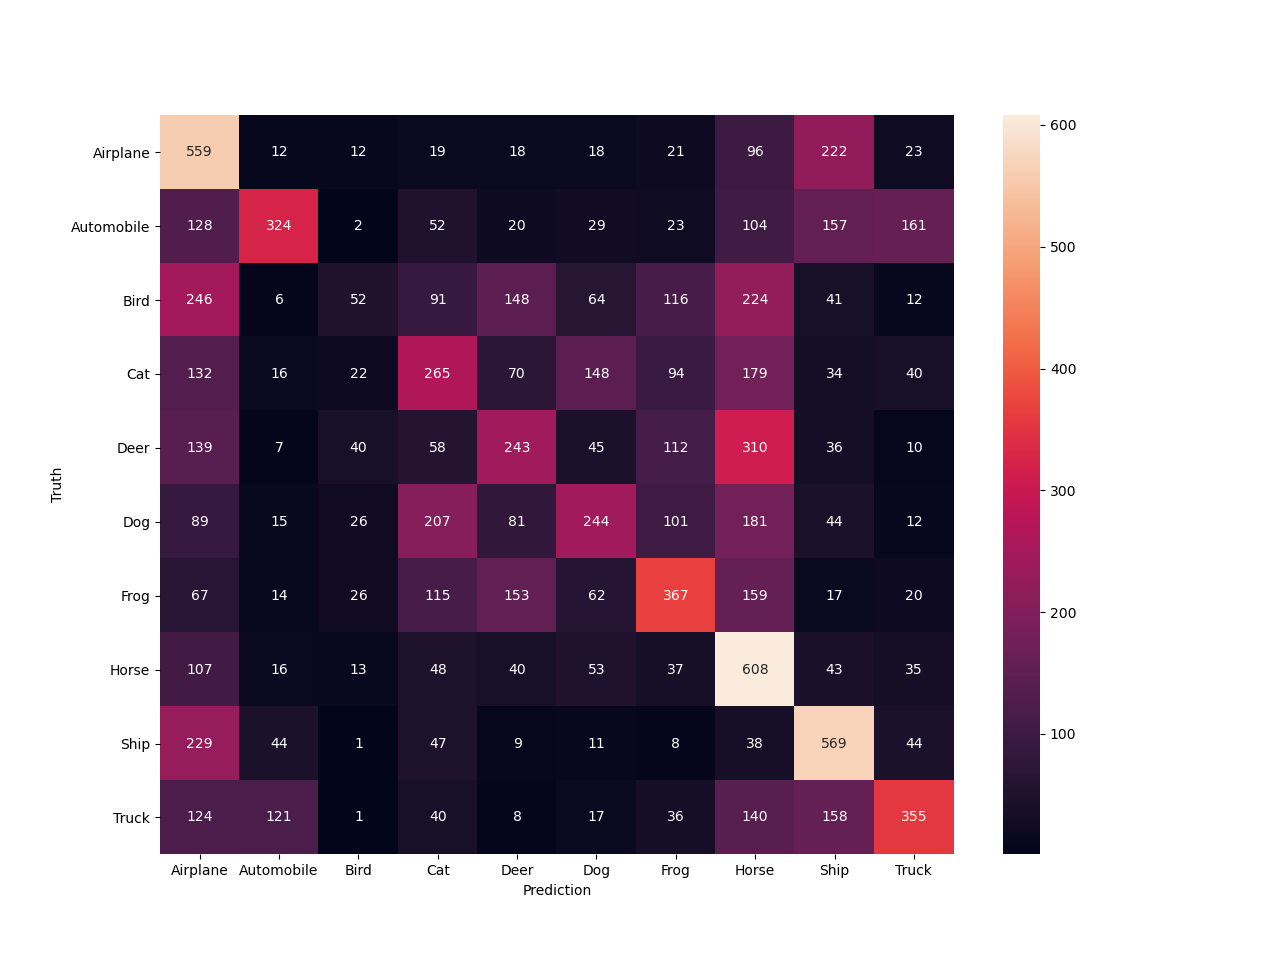 Airplane 559 12 12 19 18 18 21 96 222 23
Automobile 128 324 2 52 20 29 23 104 157 161
Bird 246 6 52 91 148 64 116 224 41 12
Cat 132 16 22 265 70 148 94 179 34 40
Deer 139 7 40 58 243 45 112 310 36 10
Dog 89 15 26 207 81 244 101 181 44 12
Frog 67 14 26 115 153 62 367 159 17 20
Horse 107 16 13 48 40 53 37 608 43 35
Ship 229 44 1 47 9 11 8 38 569 44
Truck 124 121 1 40 8 17 36 140 158 355
Airplane Automobile Bird Cat Deer Dog Frog Horse Ship Truck
Prediction
Truth
600
500
400
300
200
100